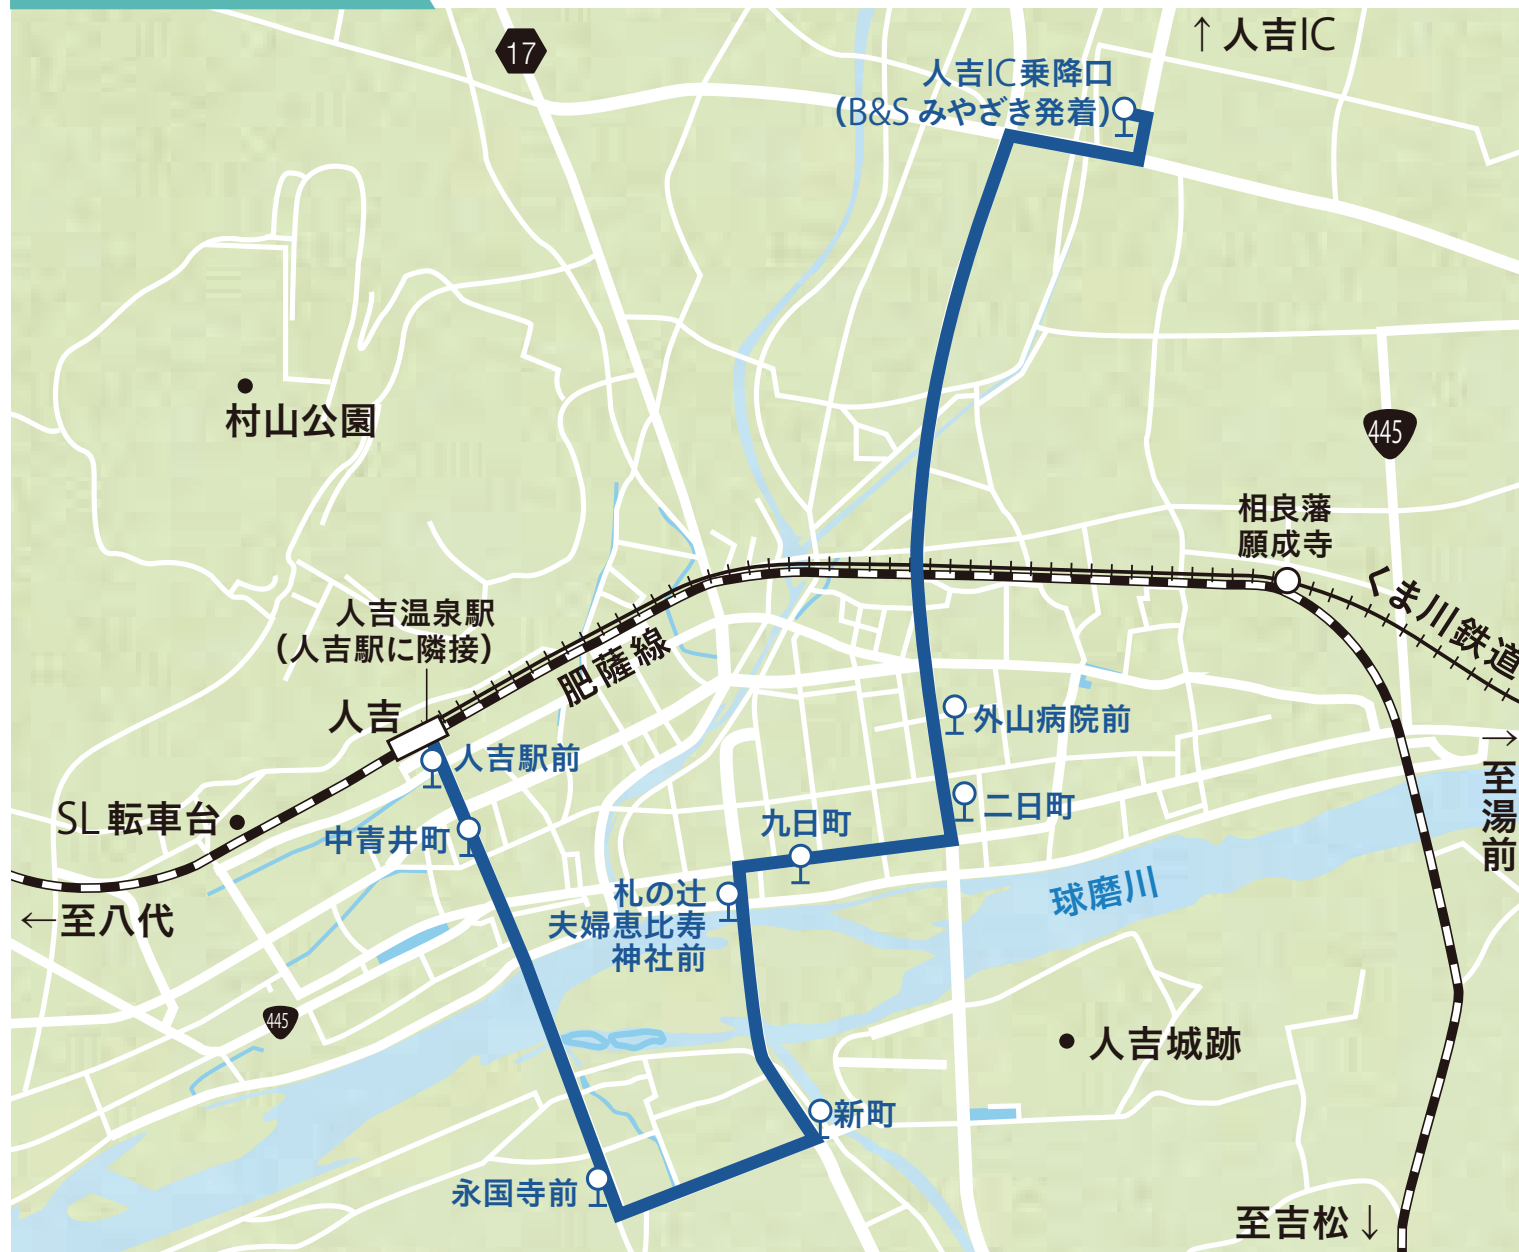 ↑人吉IC
17
人吉IC乗降口
(B&S みやざき発着)
村山公園
445
相良藩
願成寺
くま川鉄道
人吉温泉駅
(人吉駅に隣接)
肥薩線
人吉
外山病院前
人吉駅前
→至湯前
二日町
SL 転車台
九日町
中青井町
球磨川
札の辻
夫婦恵比寿
神社前
←至八代
445
人吉城跡
新町
永国寺前
至吉松↓